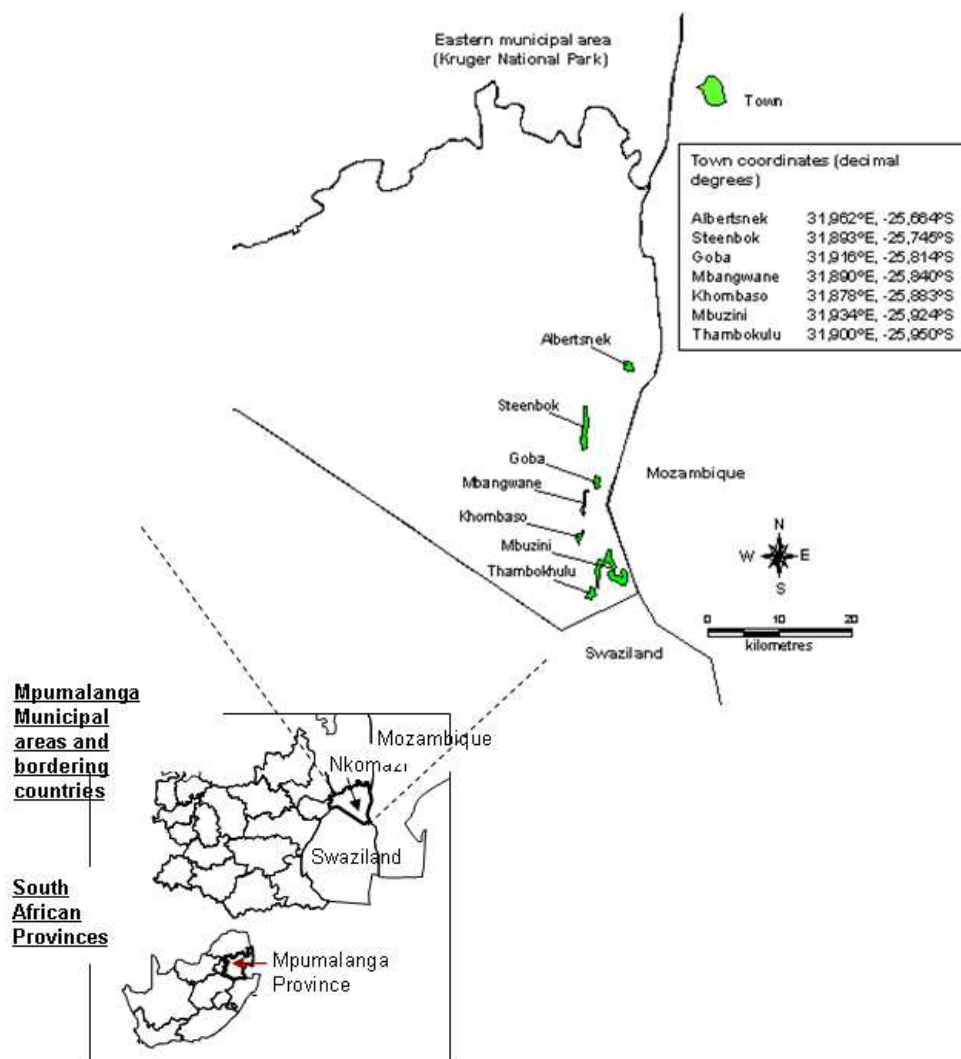 Eastern municipal area
(Kruger National Park)
Town
Town coordinates (decimal
degrees)
Albertsnek 31,962ºE, -25,664ºS
Steenbok 31,893ºE, -25,745ºS
Goba 31,916ºE, -25,814ºS
Mbangwane 31,890ºE, -25,840ºS
Khombaso 31,878ºE, -25,883ºS
Mbuzini 31,934ºE, -25,924ºS
Thambokulu 31,900ºE, -25,950ºS
Albertsnek
Steenbok
Goba
Mbangwane
Khombaso
Mbuzini
Thambokhulu
Mozambique
Swaziland
N
W E
S
0 10 20
kilometres
Mpumalanga
Municipal
areas and
bordering
countries
Mozambique
Nkomazi
Swaziland
South
African
Provinces
Mpumalanga
Province